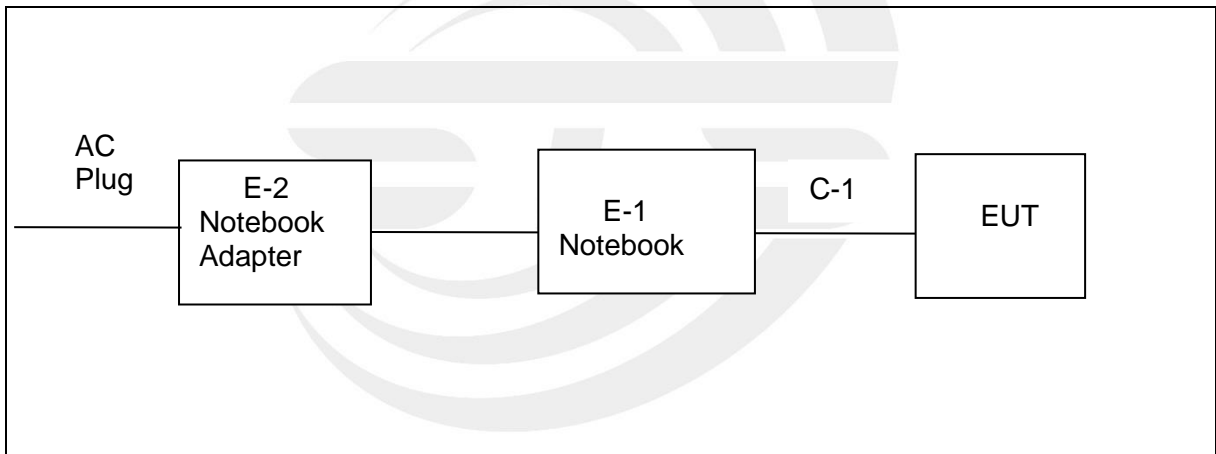 AC
Plug
E-2
Notebook
Adapter
E-1
Notebook
C-1
EUT